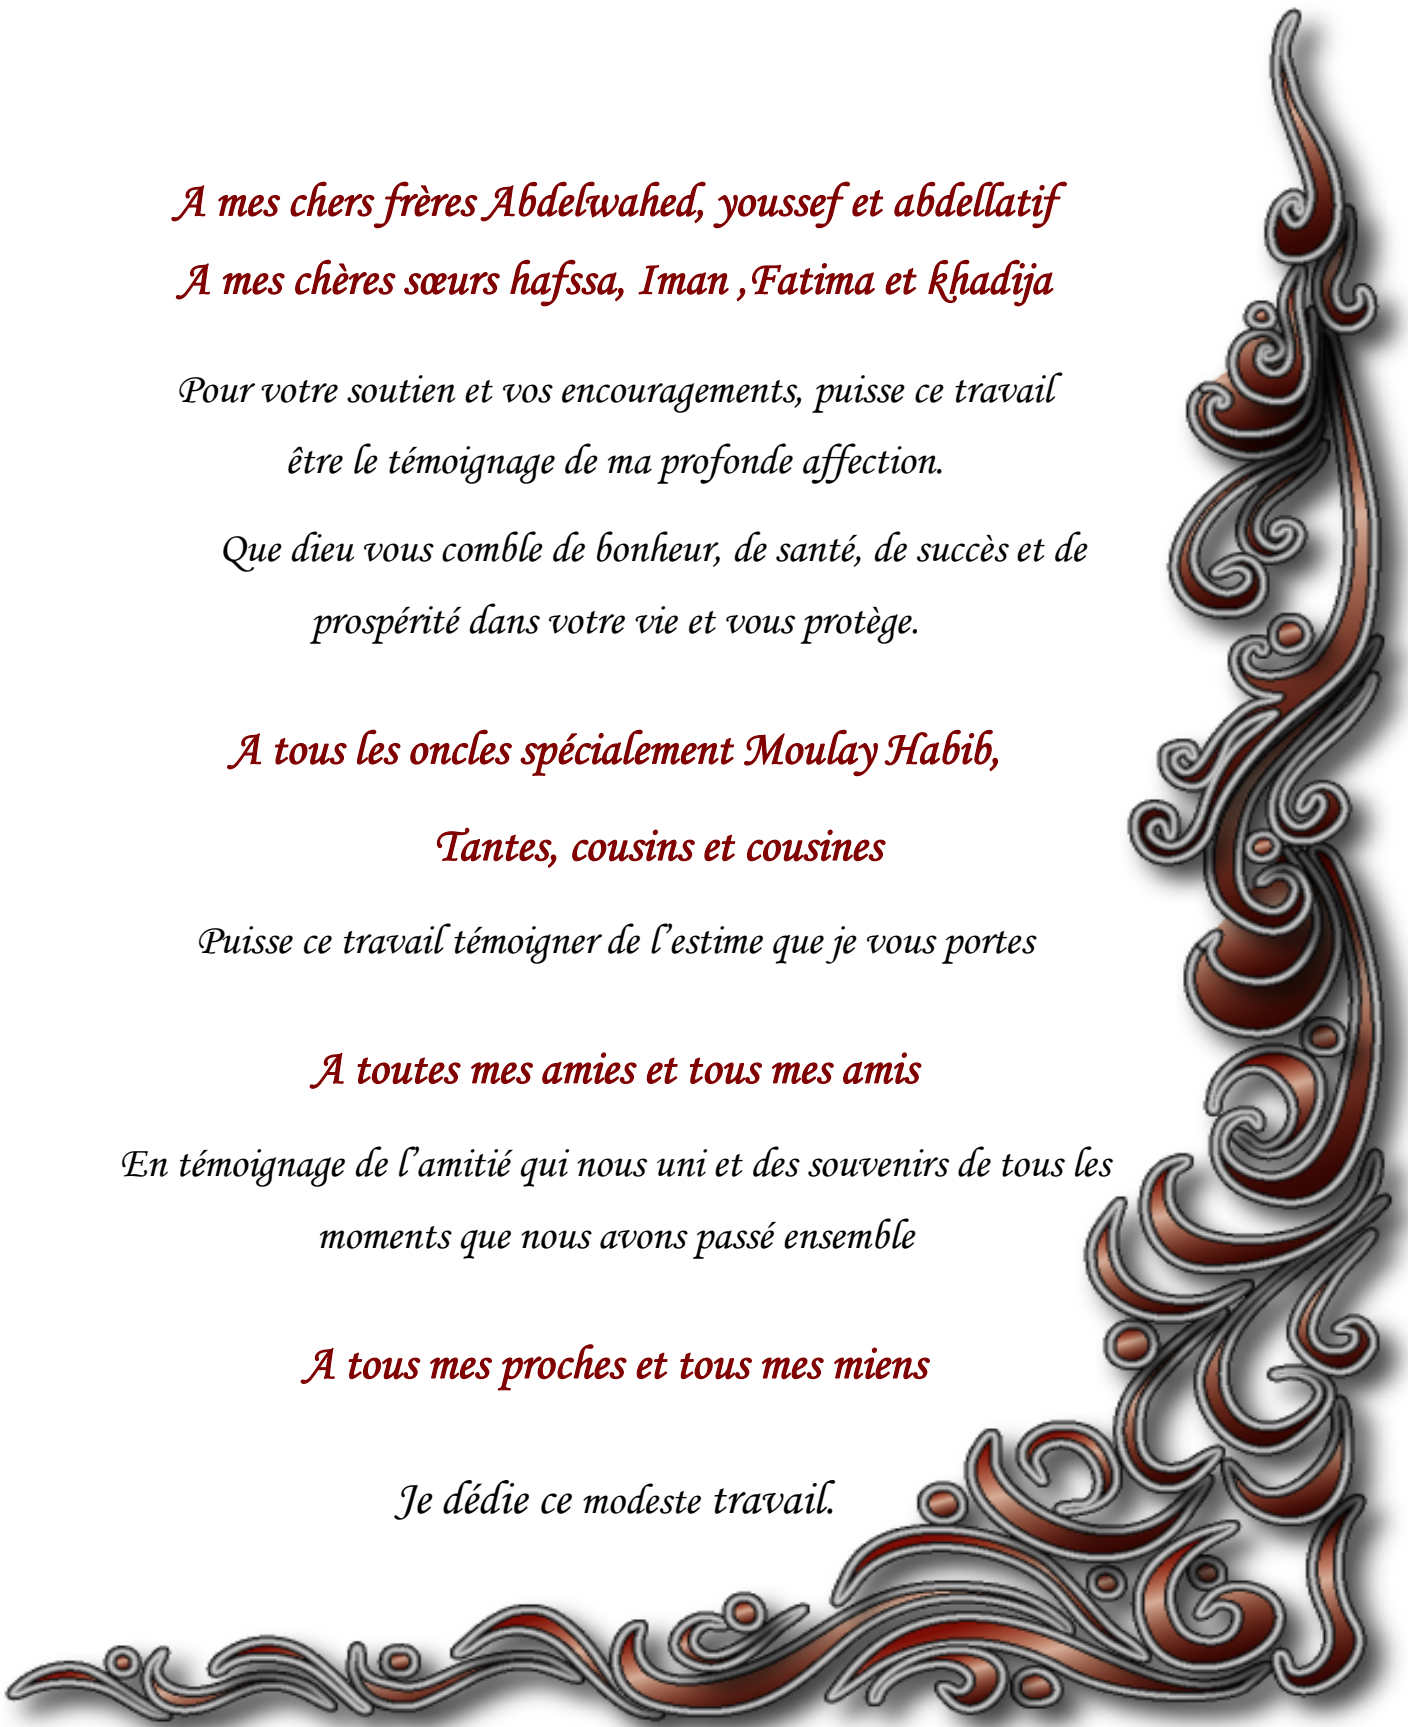 A mes chers frères Abdelwahed, youssef et abdellatif
A mes chères sœurs hafssa, Iman ,Fatima et khadija
Pour votre soutien et vos encouragements, puisse ce travail
être le témoignage de ma profonde affection.
Que dieu vous comble de bonheur, de santé, de succès et de
prospérité dans votre vie et vous protège.
A tous les oncles spécialement Moulay Habib,
Tantes, cousins et cousines
Puisse ce travail témoigner de l’estime que je vous portes
A toutes mes amies et tous mes amis
En témoignage de l’amitié qui nous uni et des souvenirs de tous les
moments que nous avons passé ensemble
A tous mes proches et tous mes miens
Je dédie ce modeste travail.